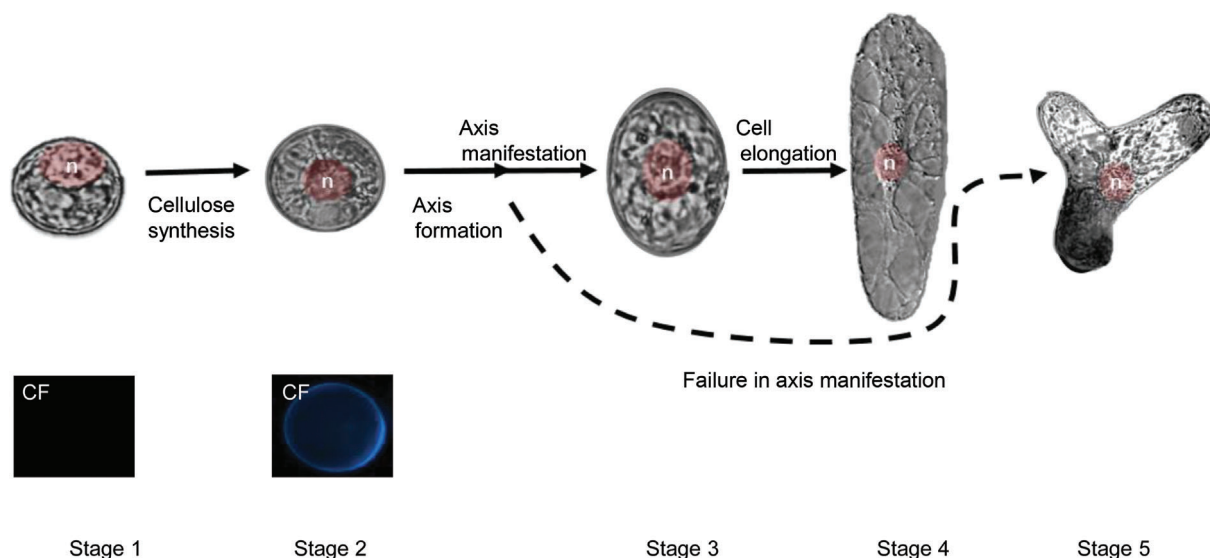 n
Cellulose
synthesis
n
Axis
manifestation
Axis
formation
n
Cell
elongation
n
n
Failure in axis manifestation
CF
CF
Stage 1
Stage 2
Stage 3
Stage 4
Stage 5